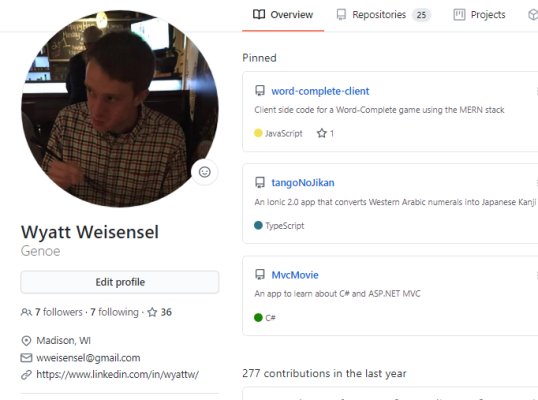 Overview
Repositories 25
Projects
Pinned
word-complete-client
Client side code for a Word-Complete game using the MERN stack
JavaScript 1
tangoNoJikan
An Ionic 2.0 app that converts Western Arabic numerals into Japanese Kanji
TypeScript
MvcMovie
An app to learn about C# and ASP.NET MVC
C#
277 contributions in the last year
Wyatt Weisensel
Genoe
Edit profile
7 followers · 7 following · 36
Madison, WI
wweisensel@gmail.com
https://www.linkedin.com/in/wyattw/